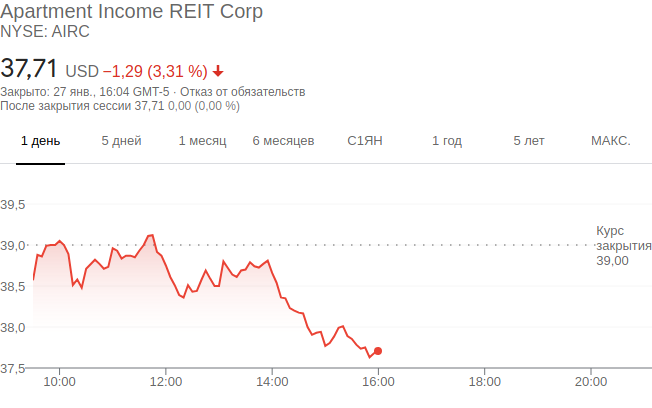 Apartment Income REIT Corp
NYSE: AIRC
37,71 USD −1,29 (3,31 %)
Закрыто: 27 янв., 16:04 GMT-5 · Отказ от обязательств
После закрытия сессии 37,71 0,00 (0,00 %)
1 день 5 дней 1 месяц 6 месяцев С1ЯН 1 год 5 лет МАКС.
39,5
39,0
38,5
38,0
37,5
Курс
закрытия
39,00
10:00 12:00 14:00 16:00 18:00 20:00